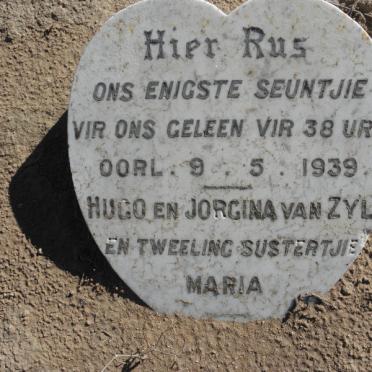 Hier Rus
ONS ENIGSTE SEUNTJIE
VIR ONS GELEEN VIR 38 UR
OORL. 9 . 5 . 1939
HUGO EN JORGINA VAN ZYL
EN TWEELING SUSTERTJIE
MARIA